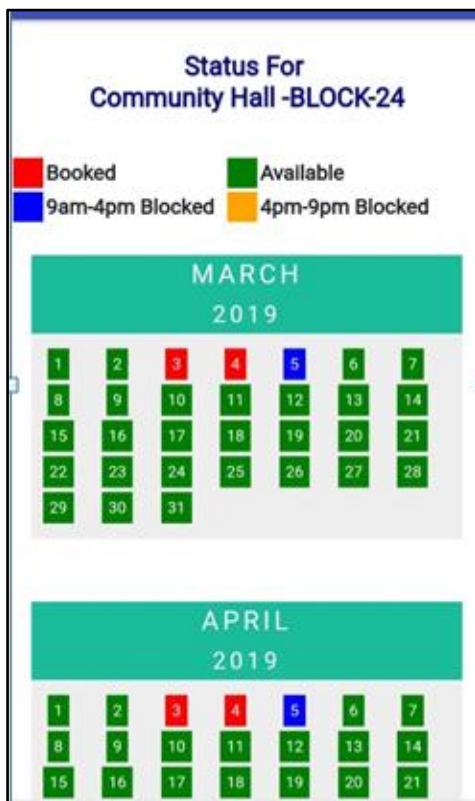 Status For
Community Hall -BLOCK-24
Booked Available
9am-4pm Blocked 4pm-9pm Blocked
MARCH
2019
1 2 3 4 5 6 7
8 9 10 11 12 13 14
15 16 17 18 19 20 21
22 23 24 25 26 27 28
29 30 31
APRIL
2019
1 2 3 4 5 6 7
8 9 10 11 12 13 14
15 16 17 18 19 20 21